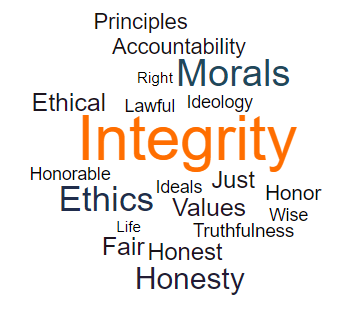 Principles
Accountability
Right Morals
Ethical Lawful Ideology
Integrity
Honorable Ideals Just
Ethics Values Honor
Wise
Life Truthfulness
Fair Honest
Honesty